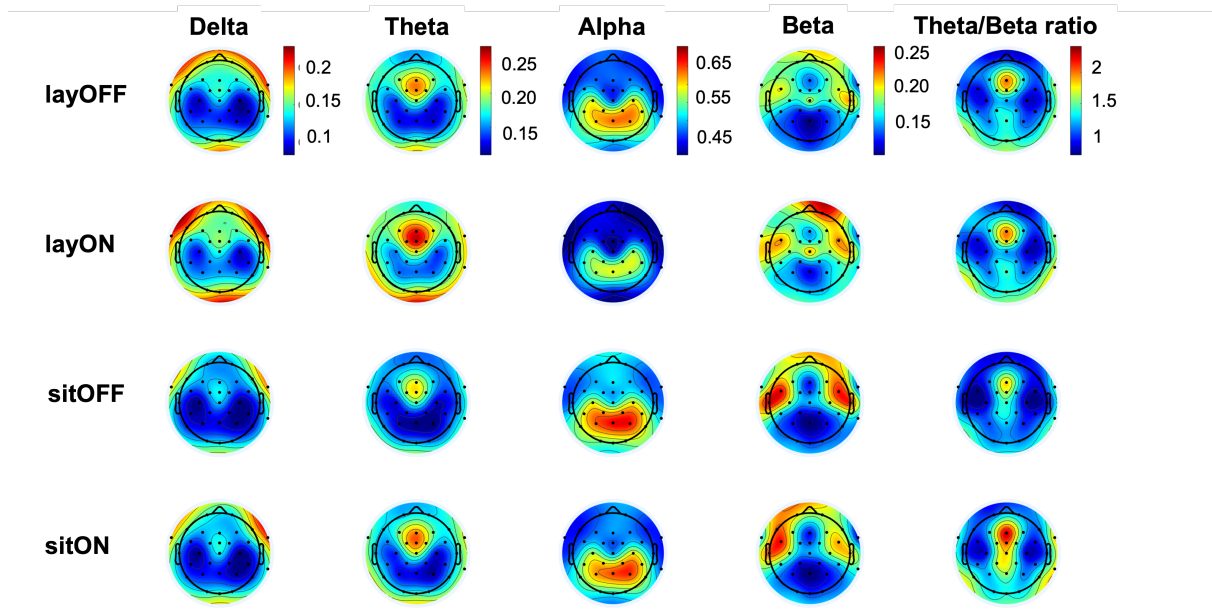 Delta Theta Alpha Beta Theta/Beta ratio
layOFF
0.2 0.25 0.65 0.25 2
0.15 0.20 0.55 0.20 1.5
0.1 0.15 0.45 0.15 1
layON
sitOFF
sitON